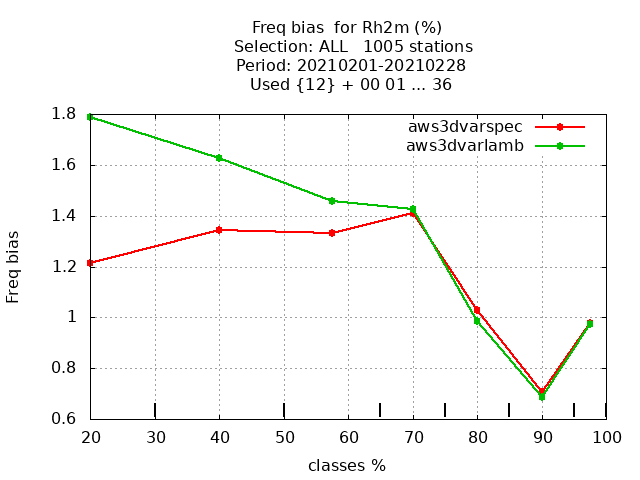 Freq bias  for Rh2m (%)
Selection: ALL   1005 stations
Period: 20210201-20210228
Used {12} + 00 01 ... 36
aws3dvarspec
aws3dvarlamb
Freq bias
1.8
1.6
1.4
1.2
1
0.8
0.6
20 30 40 50 60 70 80 90 100
classes %